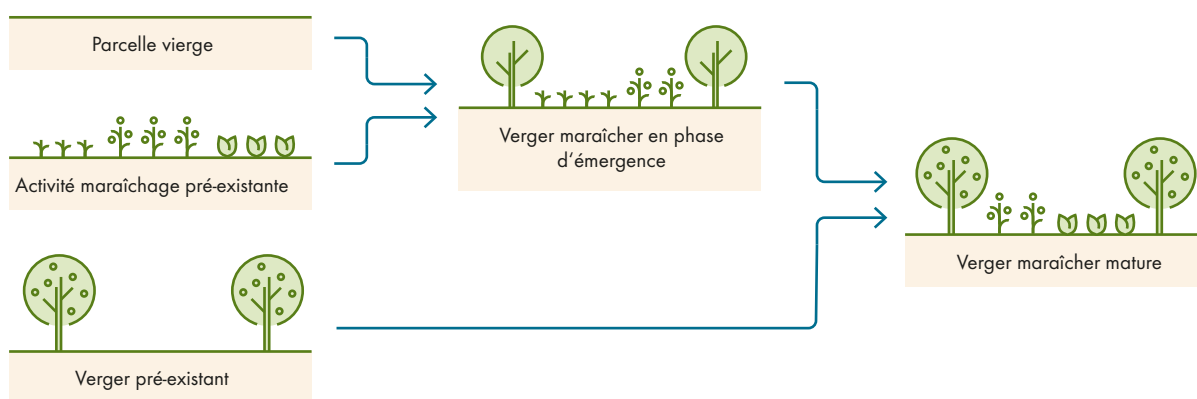 Parcelle vierge
Activité maraîchage pré-existante
Verger pré-existant
Verger maraîcher en phase
d’émergence
Verger maraîcher mature